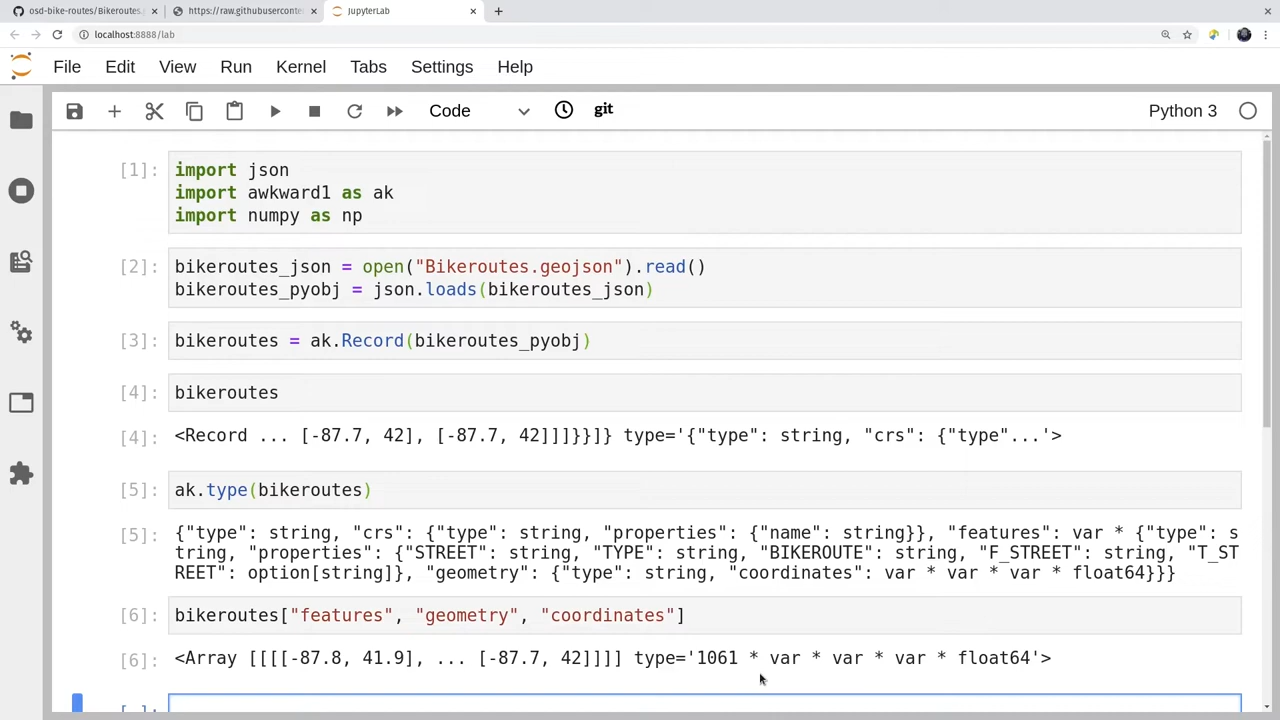 osd-bike-routes/Bikeroutes.
https://raw.githubuserconte
JupyterLab
localhost:8888/lab
File Edit View Run Kernel Tabs Settings Help
Code git Python 3
[1]: import json
import awkward1 as ak
import numpy as np
[2]: bikeroutes_json = open("Bikeroutes.geojson").read()
bikeroutes_pyobj = json.loads(bikeroutes_json)
[3]: bikeroutes = ak.Record(bikeroutes_pyobj)
[4]: bikeroutes
[4]: <Record ... [-87.7, 42], [-87.7, 42]]]}}]} type='{"type": string, "crs": {"type"...'>
[5]: ak.type(bikeroutes)
[5]: {"type": string, "crs": {"type": string, "properties": {"name": string}}, "features": var * {"type": s
tring, "properties": {"STREET": string, "TYPE": string, "BIKEROUTE": string, "F_STREET": string, "T_ST
REET": option[string]}, "geometry": {"type": string, "coordinates": var * var * var * float64}}}
[6]: bikeroutes["features", "geometry", "coordinates"]
[6]: <Array [[[[-87.8, 41.9], ... [-87.7, 42]]]] type='1061 * var * var * var * float64'>
[ ]: